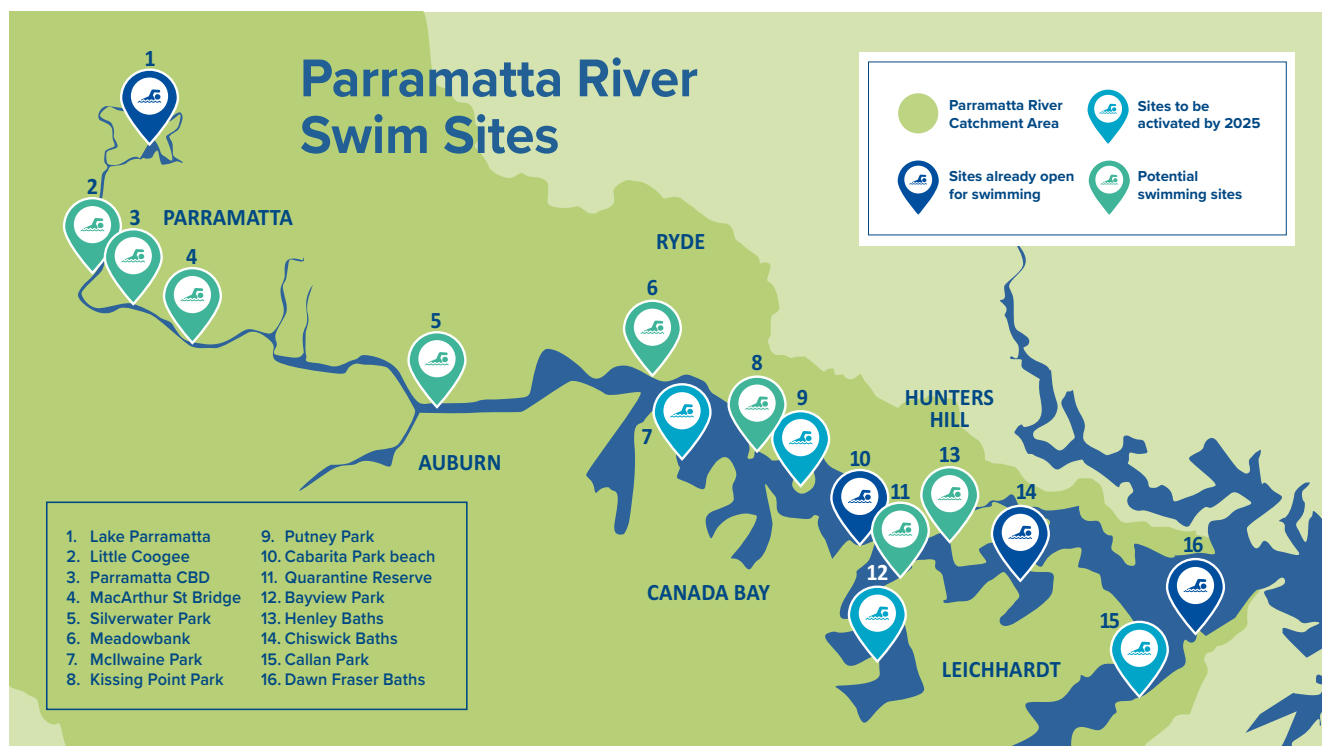 Parramatta River
Swim Sites
Parramatta River
Catchment Area
Sites to be
activated by 2025
Sites already open
for swimming
Potential
swimming sites
1
2
3
PARRAMATTA
4
5
AUBURN
RYDE
6
7
8
9
HUNTERS
HILL
10
11
13
14
12
CANADA BAY
16
15
LEICHHARDT
1. Lake Parramatta
2. Little Coogee
3. Parramatta CBD
4. MacArthur St Bridge
5. Silverwater Park
6. Meadowbank
7. McIlwaine Park
8. Kissing Point Park
9. Putney Park
10. Cabarita Park beach
11. Quarantine Reserve
12. Bayview Park
13. Henley Baths
14. Chiswick Baths
15. Callan Park
16. Dawn Fraser Baths